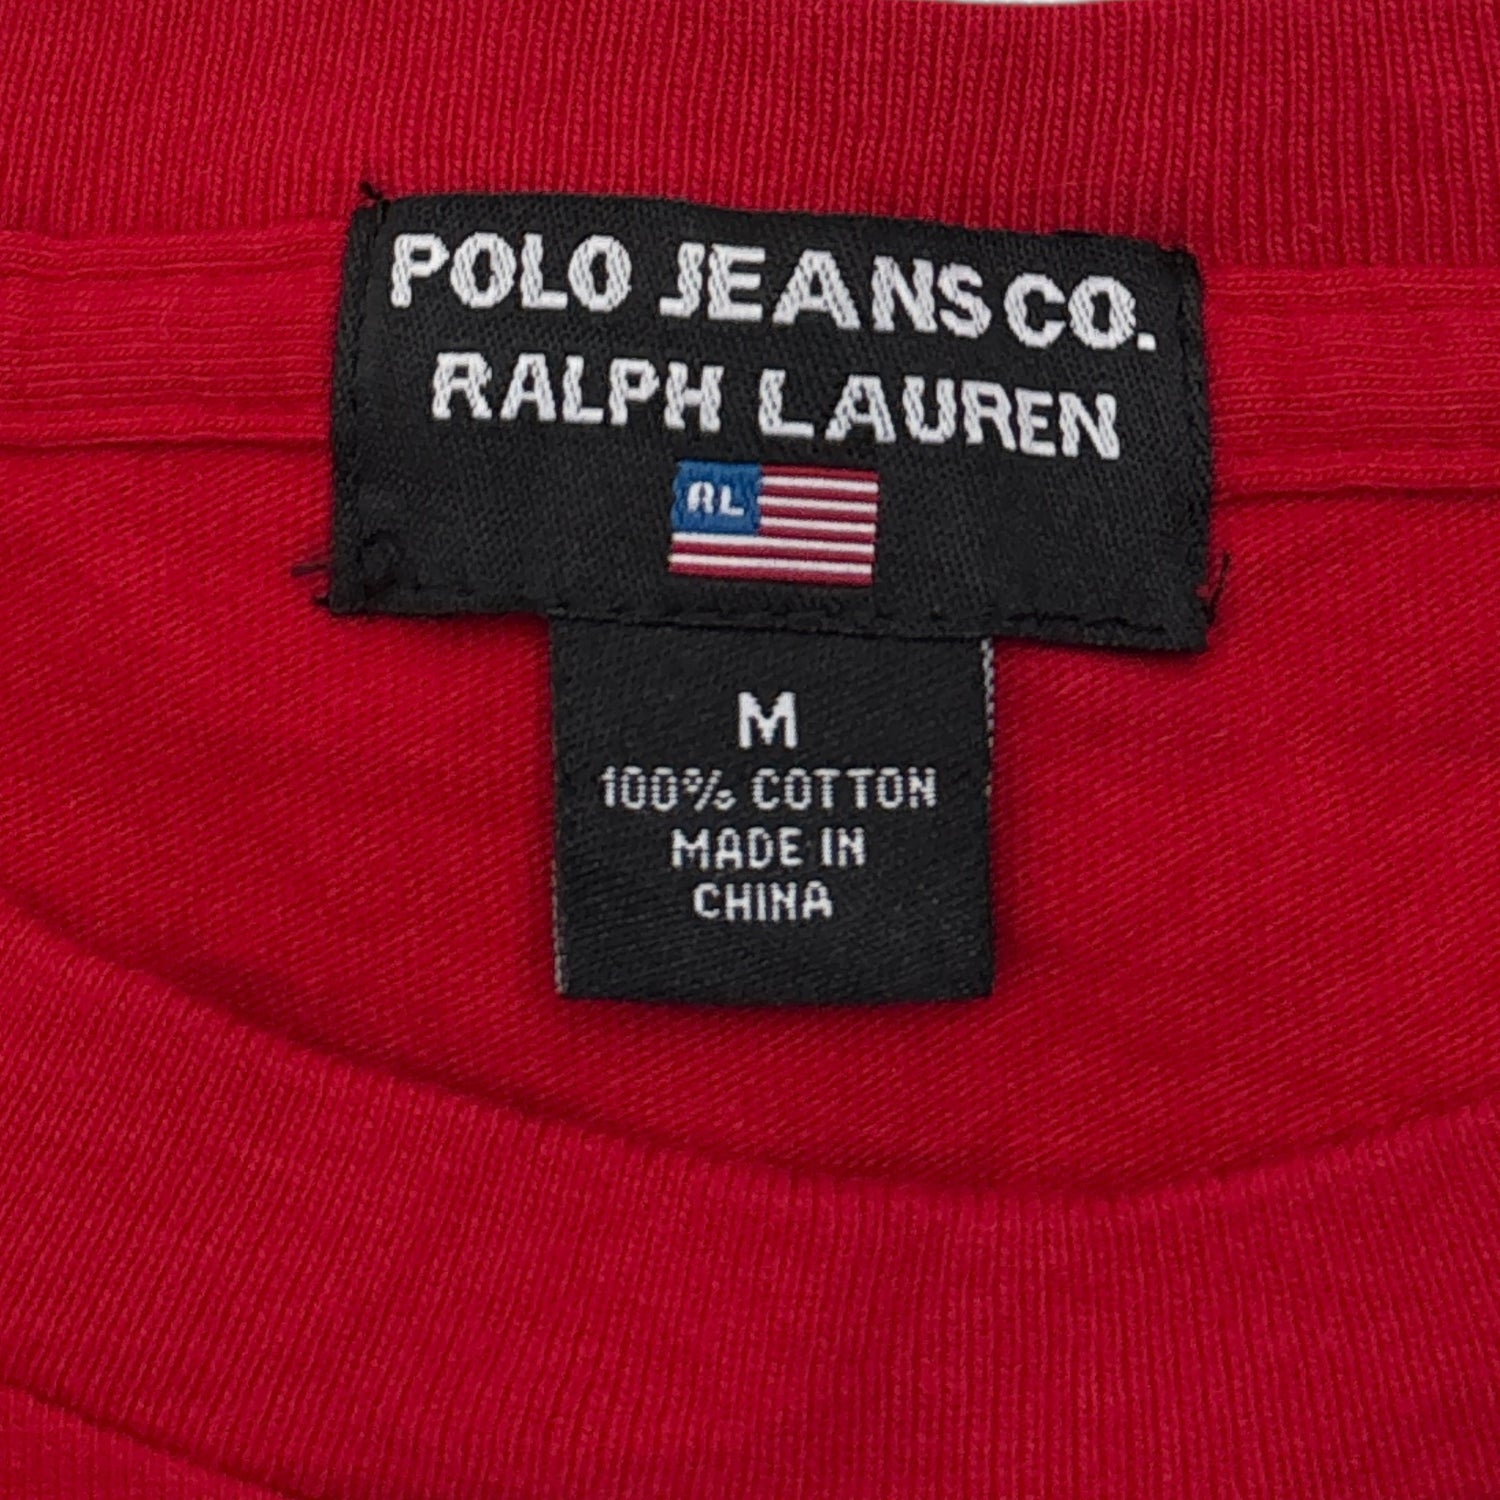 POLO JEANS CO.
RALPH LAUREN
RL
M
100% COTTON
MADE IN
CHINA